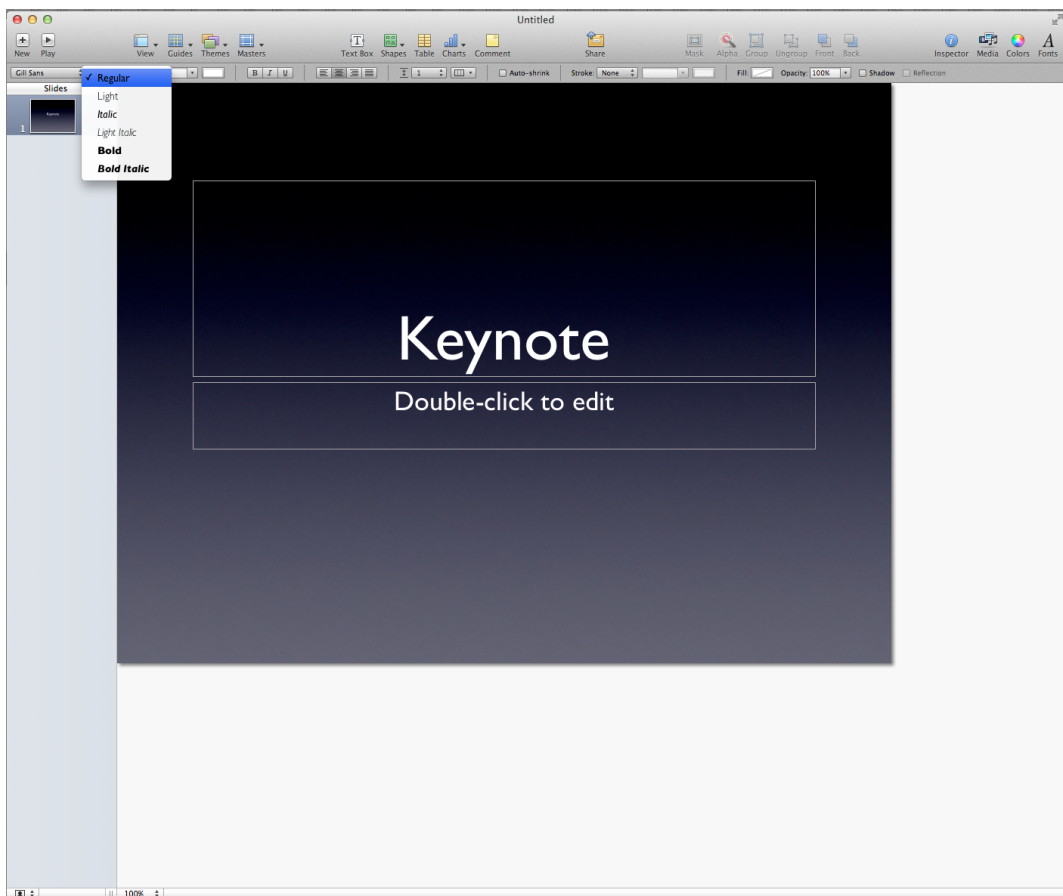 Untitled
New Play View Guides Themes Masters Text Box Shapes Table Charts Comment Share Mask Alpha Group Ungroup Front Back Inspector Media Colors Fonts
Gill Sans ✓ Regular B I U 1 Auto-shrink Stroke: None Fill: Opacity: 100% Shadow Reflection
Slides
Light
Italic
Light Italic
Bold
Bold Italic
Keynote
1
Keynote
Double-click to edit
100%